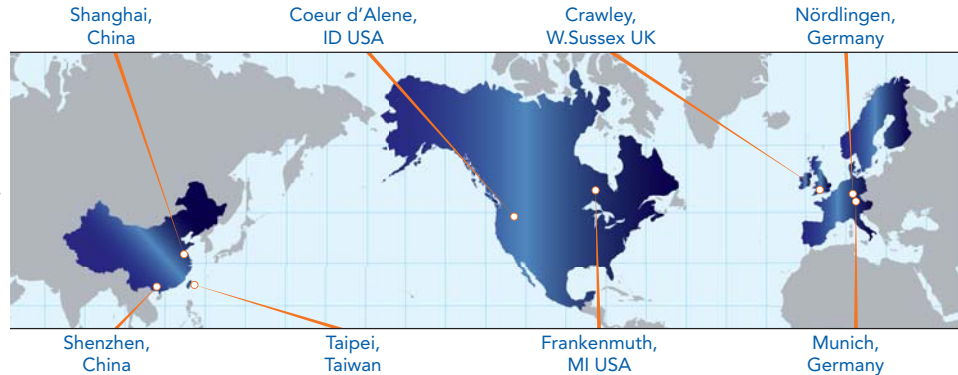 Shanghai,
China
Coeur d’Alene,
ID USA
Crawley,
W.Sussex UK
Nördlingen,
Germany
Shenzhen,
China
Taipei,
Taiwan
Frankenmuth,
MI USA
Munich,
Germany